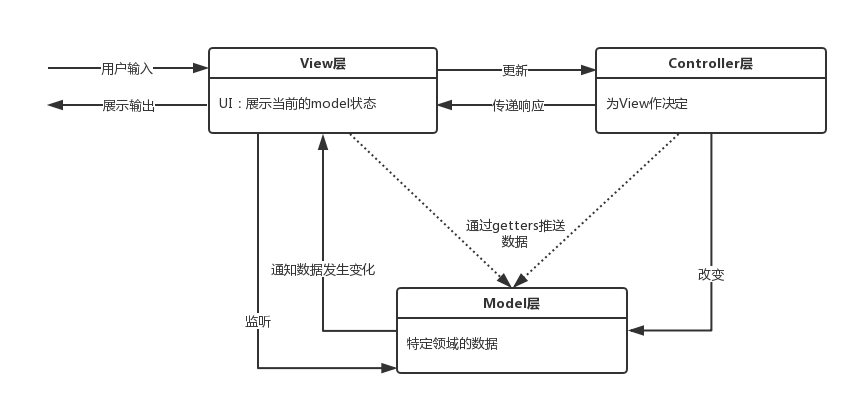 View层
Controller层
用户输入
更新
展示输出
UI：展示当前的model状态
传递响应
为View作决定
通过getters推送
数据
通知数据发生变化
改变
Model层
监听
特定领域的数据